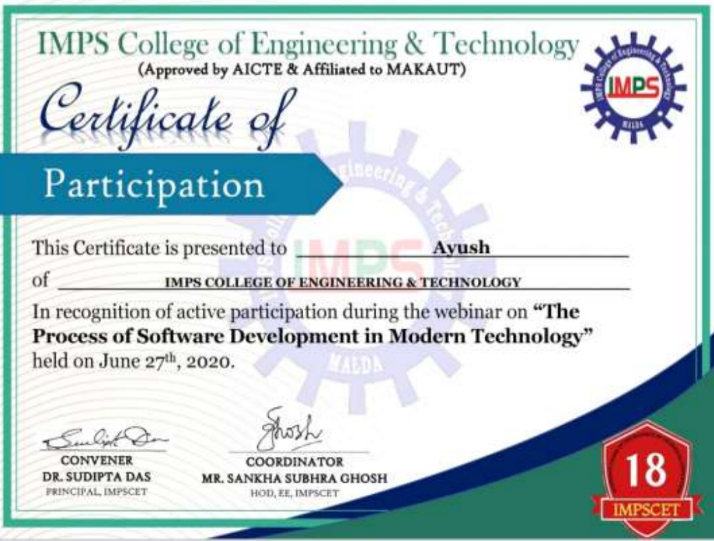 IMPS College of Engineering & Technology
(Approved by AICTE & Affiliated to MAKAUT)
IMPS College of Engineering & Technology
IMPS
MALDA
Certificate of
Participation
This Certificate is presented to Ayush
of IMPS COLLEGE OF ENGINEERING & TECHNOLOGY
In recognition of active participation during the webinar on “The
Process of Software Development in Modern Technology”
held on June 27th, 2020.
IMPS
MALDA
Ghosh
CONVENER
DR. SUDIPTA DAS
PRINCIPAL, IMPSCET
COORDINATOR
MR. SANKHA SUBHRA GHOSH
HOD, EE, IMPSCET
18
IMPSCET